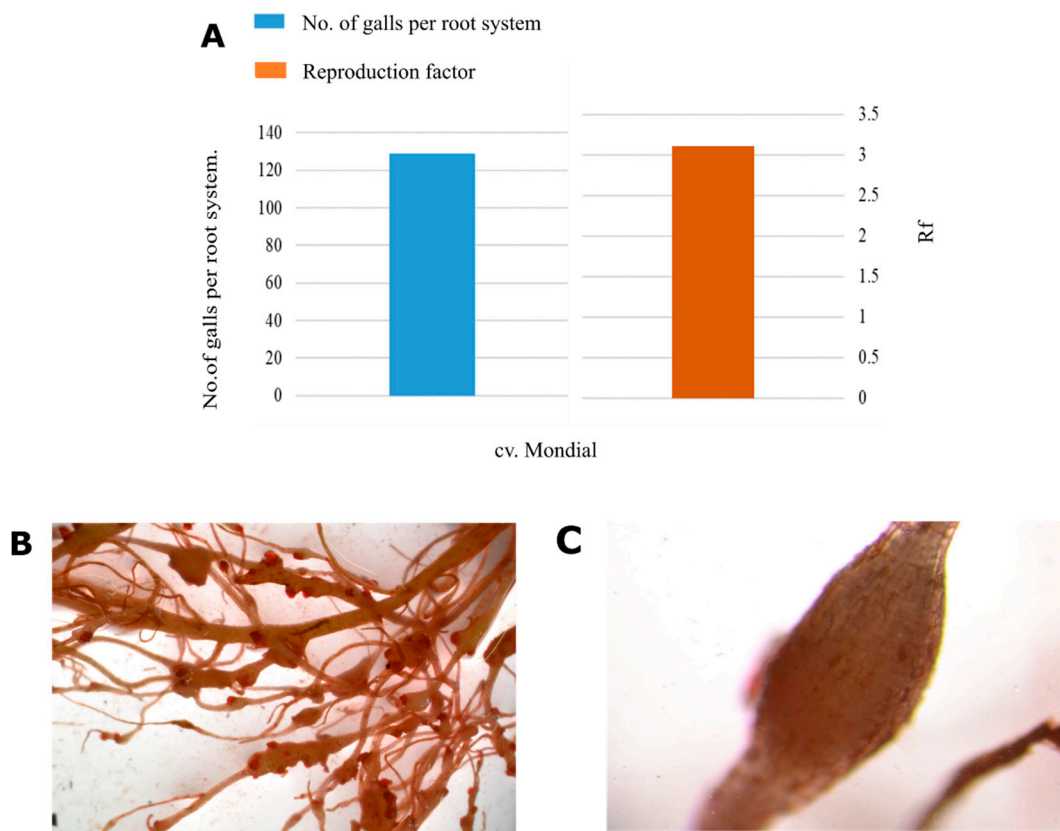 A
No. of galls per root system
Reproduction factor
No.of galls per root system.
140
120
100
80
60
40
20
0
3.5
3
2.5
2
1.5
1
0.5
0
Rf
cv. Mondial
B
C